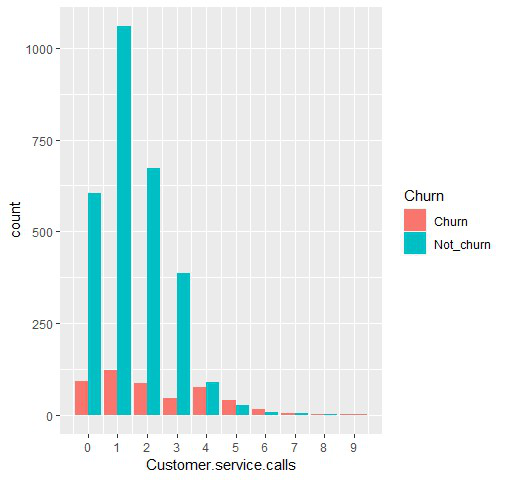 1000
750
500
250
0
count
0 1 2 3 4 5 6 7 8 9
Customer.service.calls
Churn
Churn
Not_churn